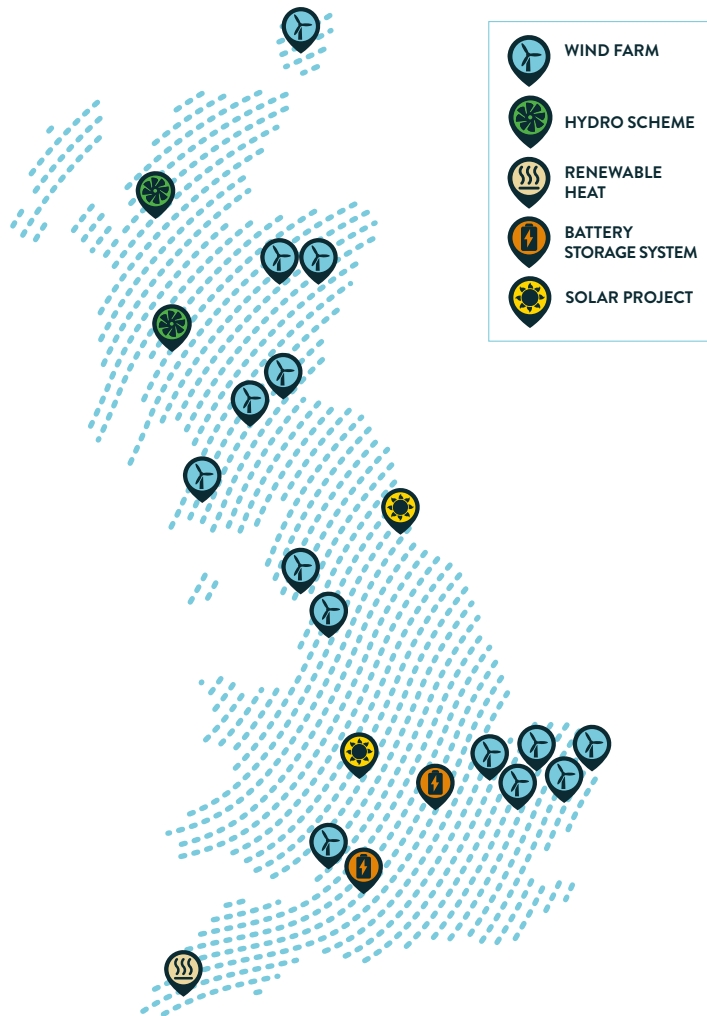 WIND FARM
HYDRO SCHEME
RENEWABLE
HEAT
BATTERY
STORAGE SYSTEM
SOLAR PROJECT